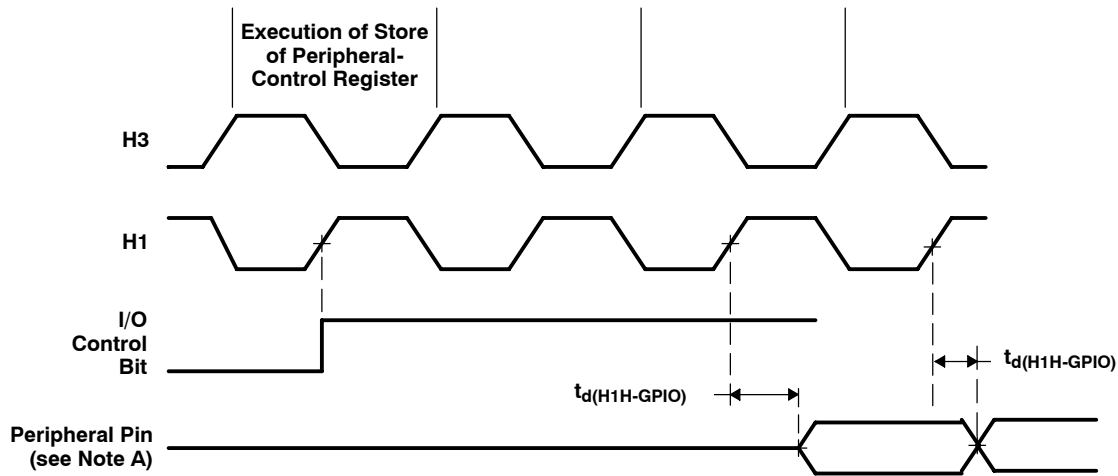 Execution of Store
of Peripheral-
Control Register
H3
H1
I/O
Control
Bit
td(H1H-GPIO)
td(H1H-GPIO)
Peripheral Pin
(see Note A)